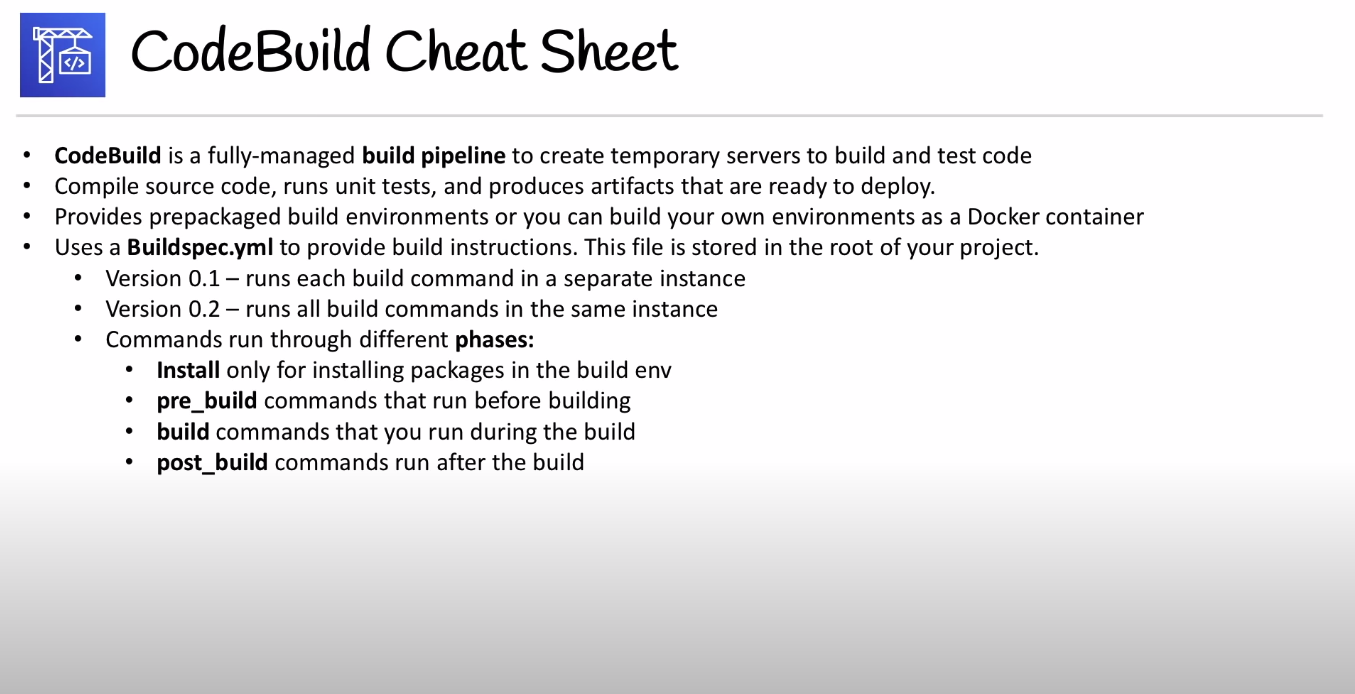 </>
CodeBuild Cheat Sheet
• CodeBuild is a fully-managed build pipeline to create temporary servers to build and test code
• Compile source code, runs unit tests, and produces artifacts that are ready to deploy.
• Provides prepackaged build environments or you can build your own environments as a Docker container
• Uses a Buildspec.yml to provide build instructions. This file is stored in the root of your project.
• Version 0.1 – runs each build command in a separate instance
• Version 0.2 – runs all build commands in the same instance
• Commands run through different phases:
• Install only for installing packages in the build env
• pre_build commands that run before building
• build commands that you run during the build
• post_build commands run after the build